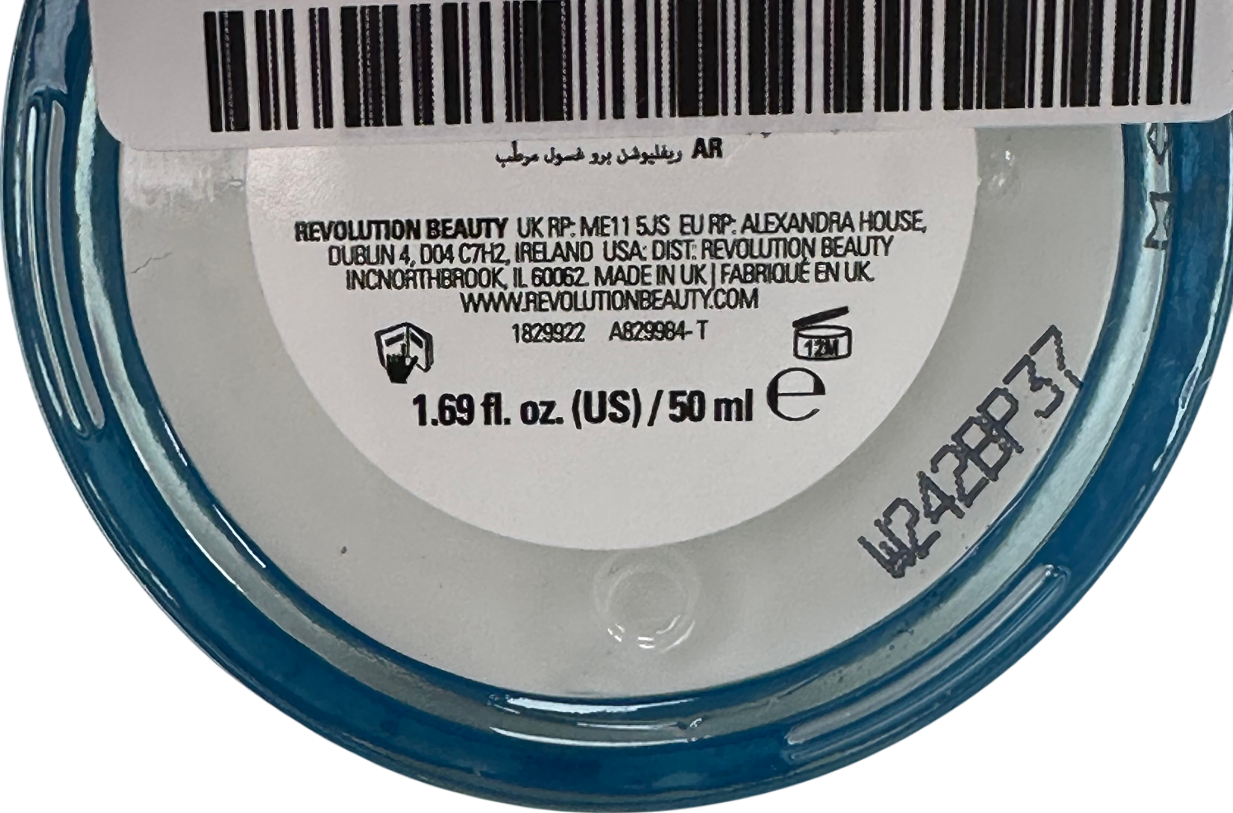 AR ريفليوشن برو غسول مرطّب
REVOLUTION BEAUTY UK RP: ME11 5JS EU RP: ALEXANDRA HOUSE,
DUBLIN 4, D04 C7H2, IRELAND USA: DIST: REVOLUTION BEAUTY
INCNORTHBROOK, IL 60062. MADE IN UK | FABRIQUÉ EN UK.
WWW.REVOLUTIONBEAUTY.COM
1829922 A829984-T
12M
1.69 fl. oz. (US) / 50 ml e
W242BP37